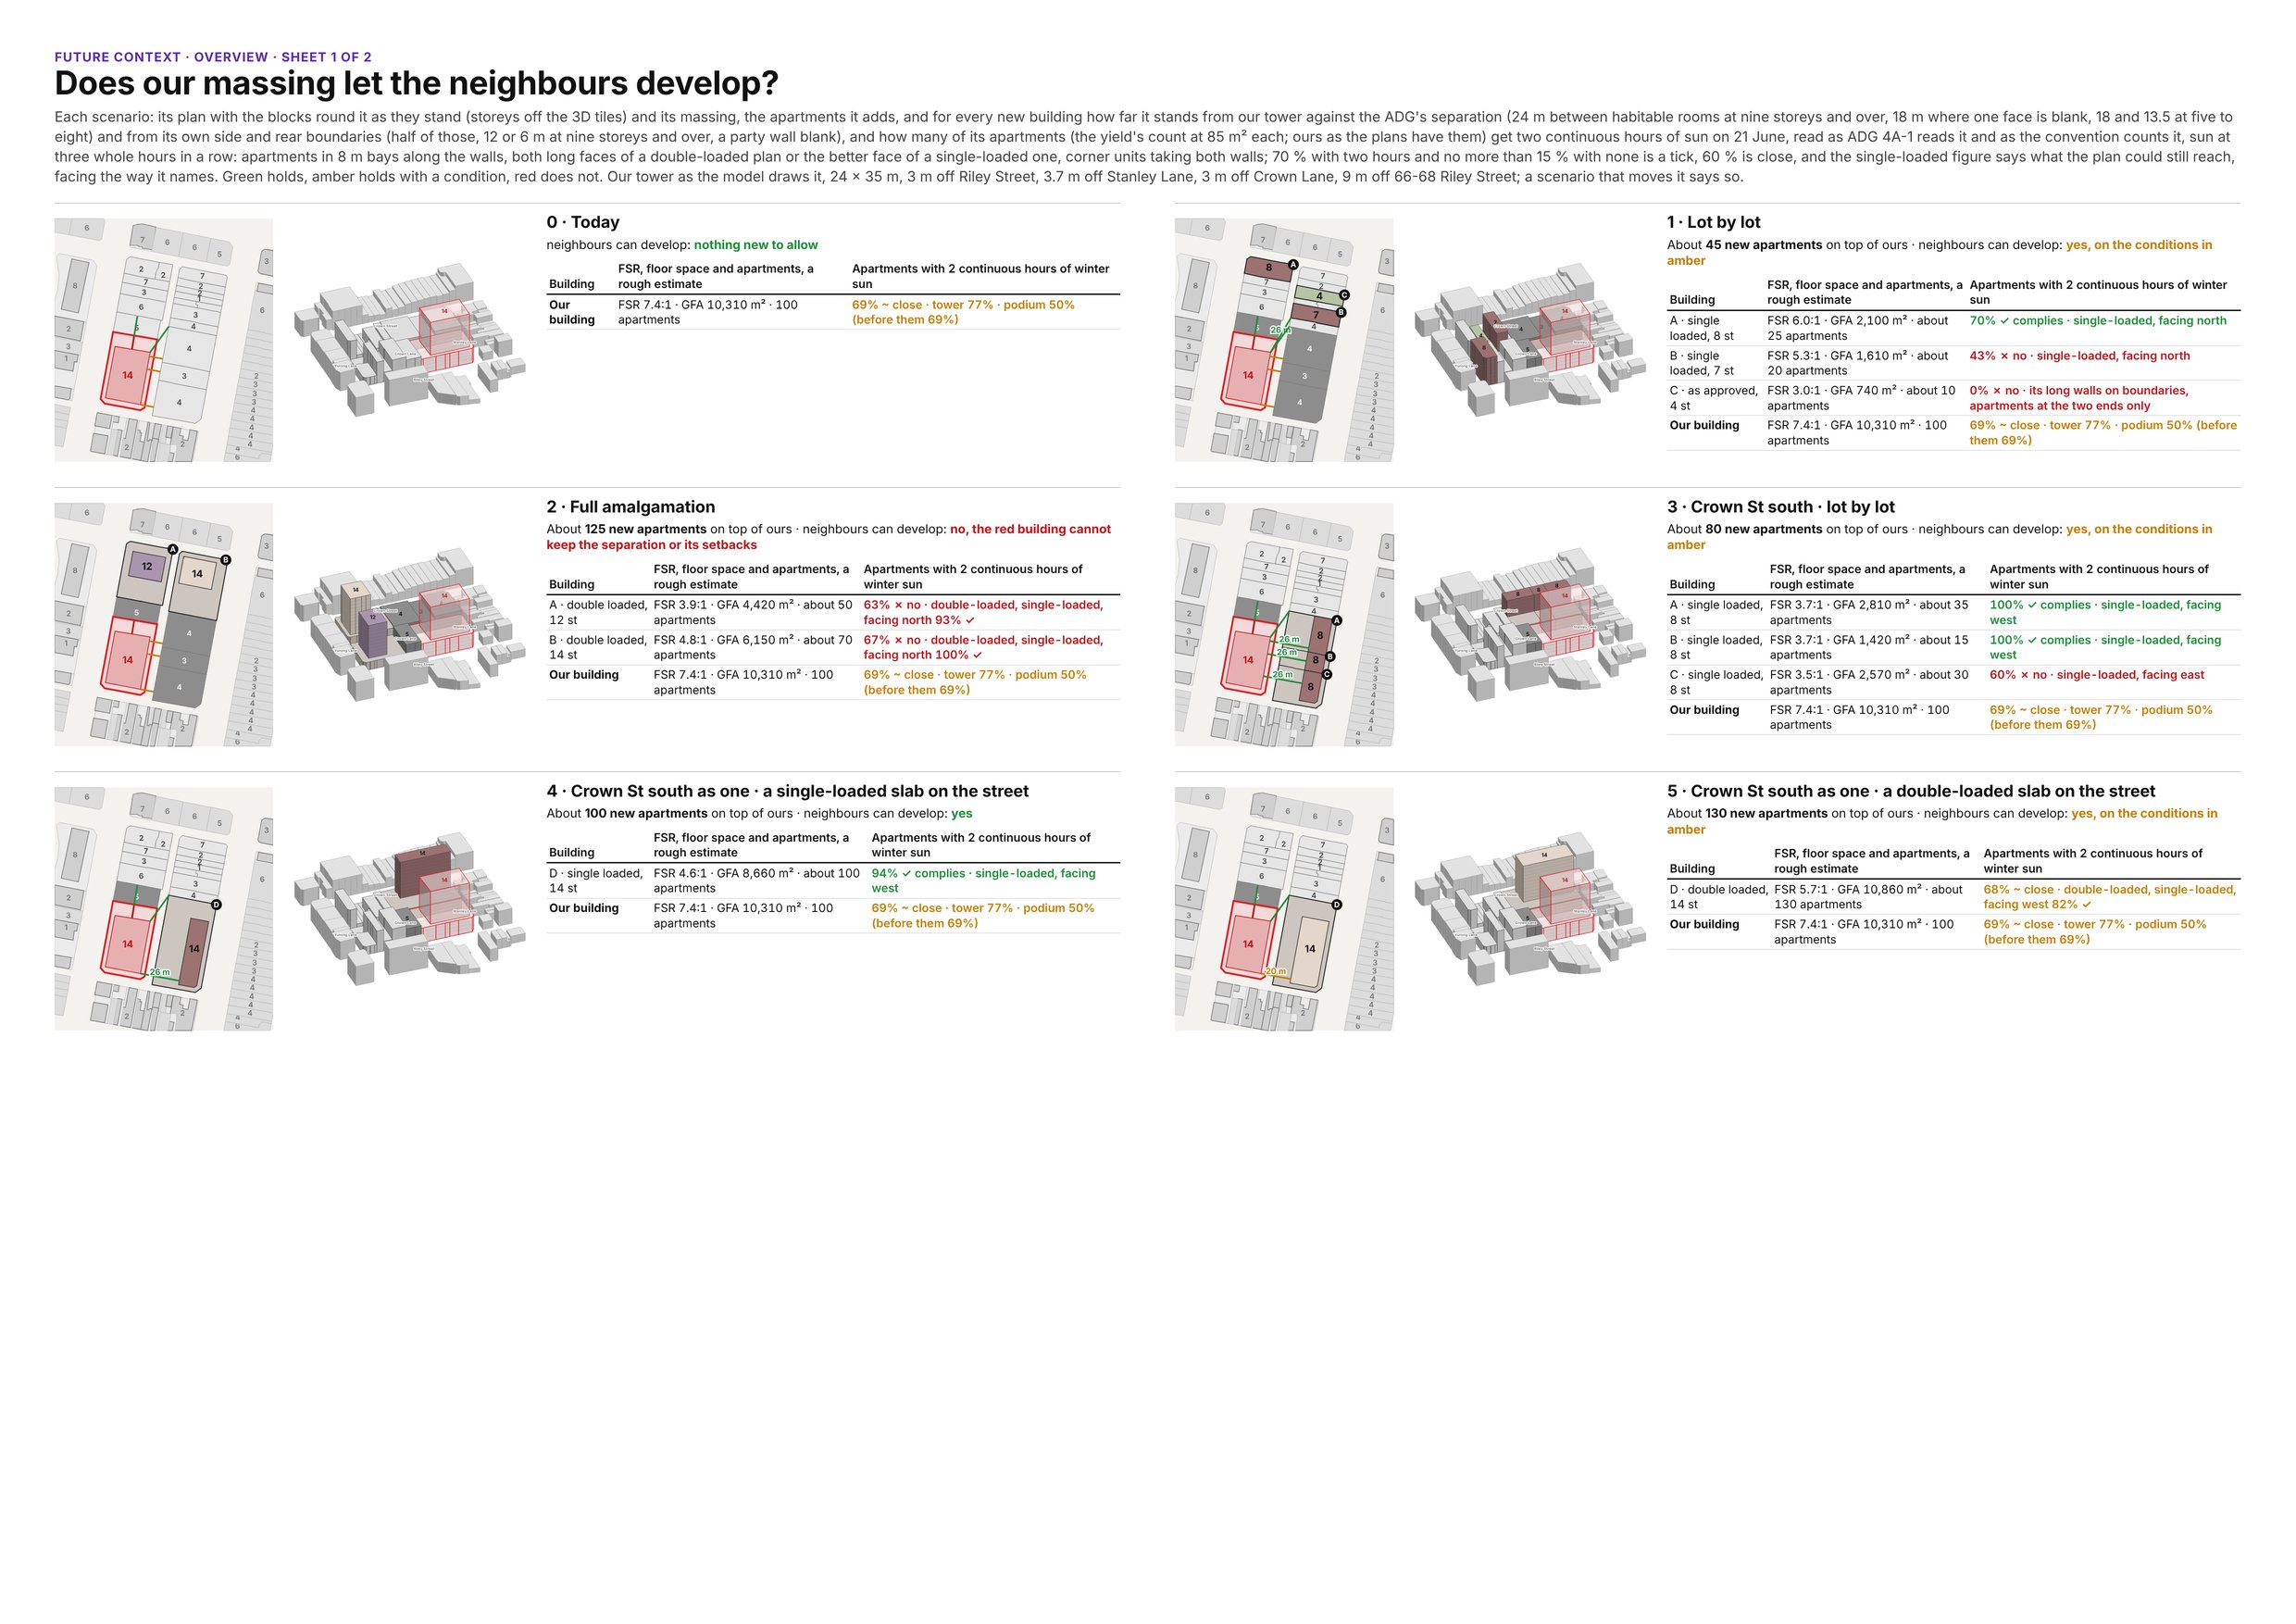 FUTURE CONTEXT · OVERVIEW · SHEET 1 OF 2
Does our massing let the neighbours develop?
Each scenario: its plan with the blocks round it as they stand (storeys off the 3D tiles) and its massing, the apartments it adds, and for every new building how far it stands from our tower against the ADG's separation (24 m between habitable rooms at nine storeys and over, 18 m where one face is blank, 18 and 13.5 at five to
eight) and from its own side and rear boundaries (half of those, 12 or 6 m at nine storeys and over, a party wall blank), and how many of its apartments (the yield's count at 85 m² each; ours as the plans have them) get two continuous hours of sun on 21 June, read as ADG 4A-1 reads it and as the convention counts it, sun at
three whole hours in a row: apartments in 8 m bays along the walls, both long faces of a double-loaded plan or the better face of a single-loaded one, corner units taking both walls; 70 % with two hours and no more than 15 % with none is a tick, 60 % is close, and the single-loaded figure says what the plan could still reach,
facing the way it names. Green holds, amber holds with a condition, red does not. Our tower as the model draws it, 24 × 35 m, 3 m off Riley Street, 3.7 m off Stanley Lane, 3 m off Crown Lane, 9 m off 66-68 Riley Street; a scenario that moves it says so.
0 · Today
neighbours can develop: nothing new to allow
Building
FSR, floor space and apartments, a rough estimate
Apartments with 2 continuous hours of winter sun
Our building
FSR 7.4:1 · GFA 10,310 m² · 100 apartments
69% ~ close · tower 77% · podium 50% (before them 69%)
1 · Lot by lot
About 45 new apartments on top of ours · neighbours can develop: yes, on the conditions in
amber
Building
FSR, floor space and apartments, a rough estimate
Apartments with 2 continuous hours of winter sun
A · single loaded, 8 st
FSR 6.0:1 · GFA 2,100 m² · about 25 apartments
70% ✓ complies · single-loaded, facing north
B · single loaded, 7 st
FSR 5.3:1 · GFA 1,610 m² · about 20 apartments
43% × no · single-loaded, facing north
C · as approved, 4 st
FSR 3.0:1 · GFA 740 m² · about 10 apartments
0% × no · its long walls on boundaries, apartments at the two ends only
Our building
FSR 7.4:1 · GFA 10,310 m² · 100 apartments
69% ~ close · tower 77% · podium 50% (before them 69%)
2 · Full amalgamation
About 125 new apartments on top of ours · neighbours can develop: no, the red building cannot
keep the separation or its setbacks
Building
FSR, floor space and apartments, a rough estimate
Apartments with 2 continuous hours of winter sun
A · double loaded, 12 st
FSR 3.9:1 · GFA 4,420 m² · about 50 apartments
63% × no · double-loaded, single-loaded, facing north 93% ✓
B · double loaded, 14 st
FSR 4.8:1 · GFA 6,150 m² · about 70 apartments
67% × no · double-loaded, single-loaded, facing north 100% ✓
Our building
FSR 7.4:1 · GFA 10,310 m² · 100 apartments
69% ~ close · tower 77% · podium 50% (before them 69%)
3 · Crown St south · lot by lot
About 80 new apartments on top of ours · neighbours can develop: yes, on the conditions in
amber
Building
FSR, floor space and apartments, a rough estimate
Apartments with 2 continuous hours of winter sun
A · single loaded, 8 st
FSR 3.7:1 · GFA 2,810 m² · about 35 apartments
100% ✓ complies · single-loaded, facing west
B · single loaded, 8 st
FSR 3.7:1 · GFA 1,420 m² · about 15 apartments
100% ✓ complies · single-loaded, facing west
C · single loaded, 8 st
FSR 3.5:1 · GFA 2,570 m² · about 30 apartments
60% × no · single-loaded, facing east
Our building
FSR 7.4:1 · GFA 10,310 m² · 100 apartments
69% ~ close · tower 77% · podium 50% (before them 69%)
26 m
26 m
26 m
4 · Crown St south as one · a single-loaded slab on the street
About 100 new apartments on top of ours · neighbours can develop: yes
Building
FSR, floor space and apartments, a rough estimate
Apartments with 2 continuous hours of winter sun
D · single loaded, 14 st
FSR 4.6:1 · GFA 8,660 m² · about 100 apartments
94% ✓ complies · single-loaded, facing west
Our building
FSR 7.4:1 · GFA 10,310 m² · 100 apartments
69% ~ close · tower 77% · podium 50% (before them 69%)
26 m
5 · Crown St south as one · a double-loaded slab on the street
About 130 new apartments on top of ours · neighbours can develop: yes, on the conditions in
amber
Building
FSR, floor space and apartments, a rough estimate
Apartments with 2 continuous hours of winter sun
D · double loaded, 14 st
FSR 5.7:1 · GFA 10,860 m² · about 130 apartments
68% ~ close · double-loaded, single-loaded, facing west 82% ✓
Our building
FSR 7.4:1 · GFA 10,310 m² · 100 apartments
69% ~ close · tower 77% · podium 50% (before them 69%)
20 m